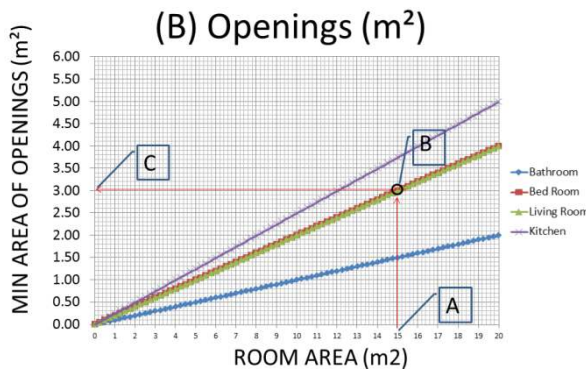 (B) Openings (m²)
MIN AREA OF OPENINGS (m²)
6.00
5.50
5.00
4.50
4.00
3.50
3.00
2.50
2.00
1.50
1.00
0.50
0.00
C
B
A
0 1 2 3 4 5 6 7 8 9 10 11 12 13 14 15 16 17 18 19 20
ROOM AREA (m2)
Bathroom
Bed Room
Living Room
Kitchen